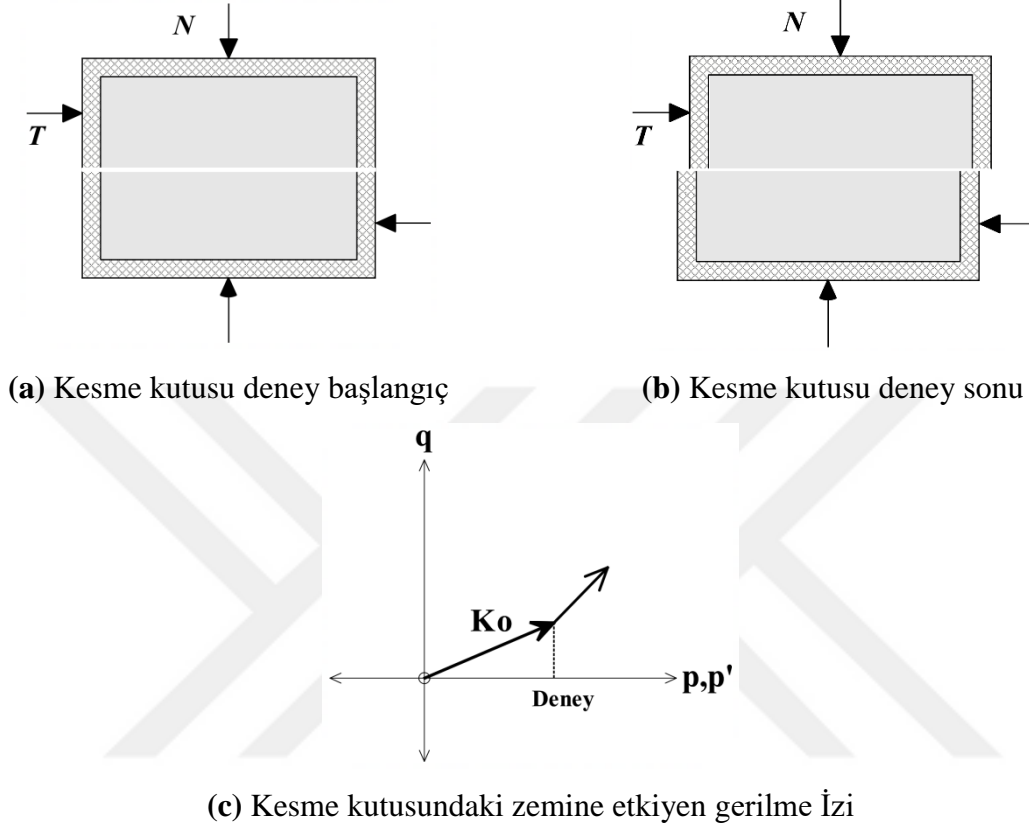 N
N
T
T
(a) Kesme kutusu deney başlangıç
(b) Kesme kutusu deney sonu
q
Ko
p,p'
Deney
(c) Kesme kutusundaki zemine etkiyen gerilme İzi